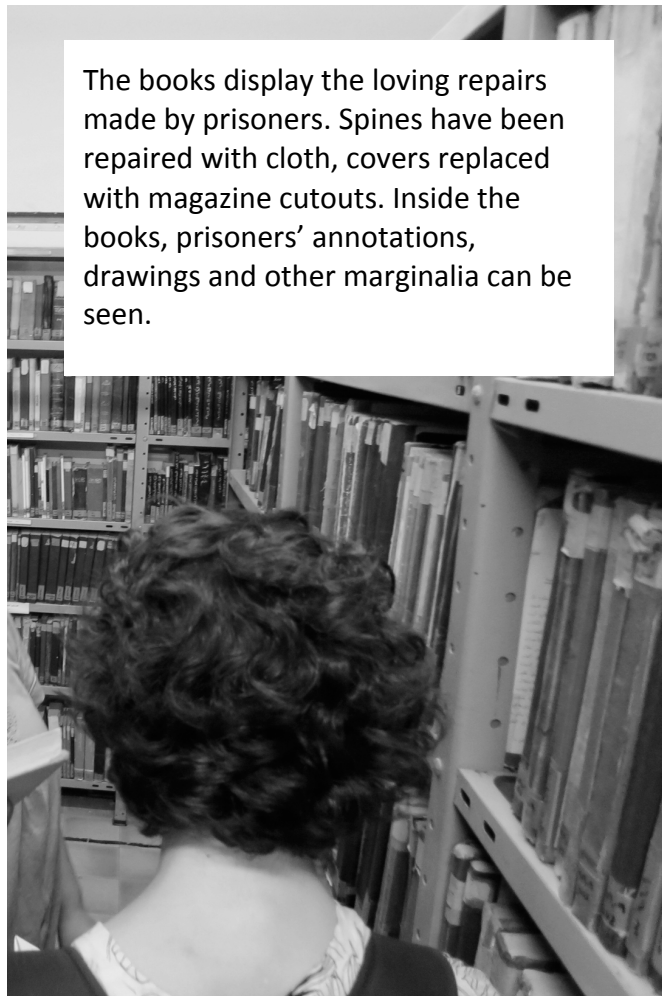 The books display the loving repairs
made by prisoners. Spines have been
repaired with cloth, covers replaced
with magazine cutouts. Inside the
books, prisoners’ annotations,
drawings and other marginalia can be
seen.